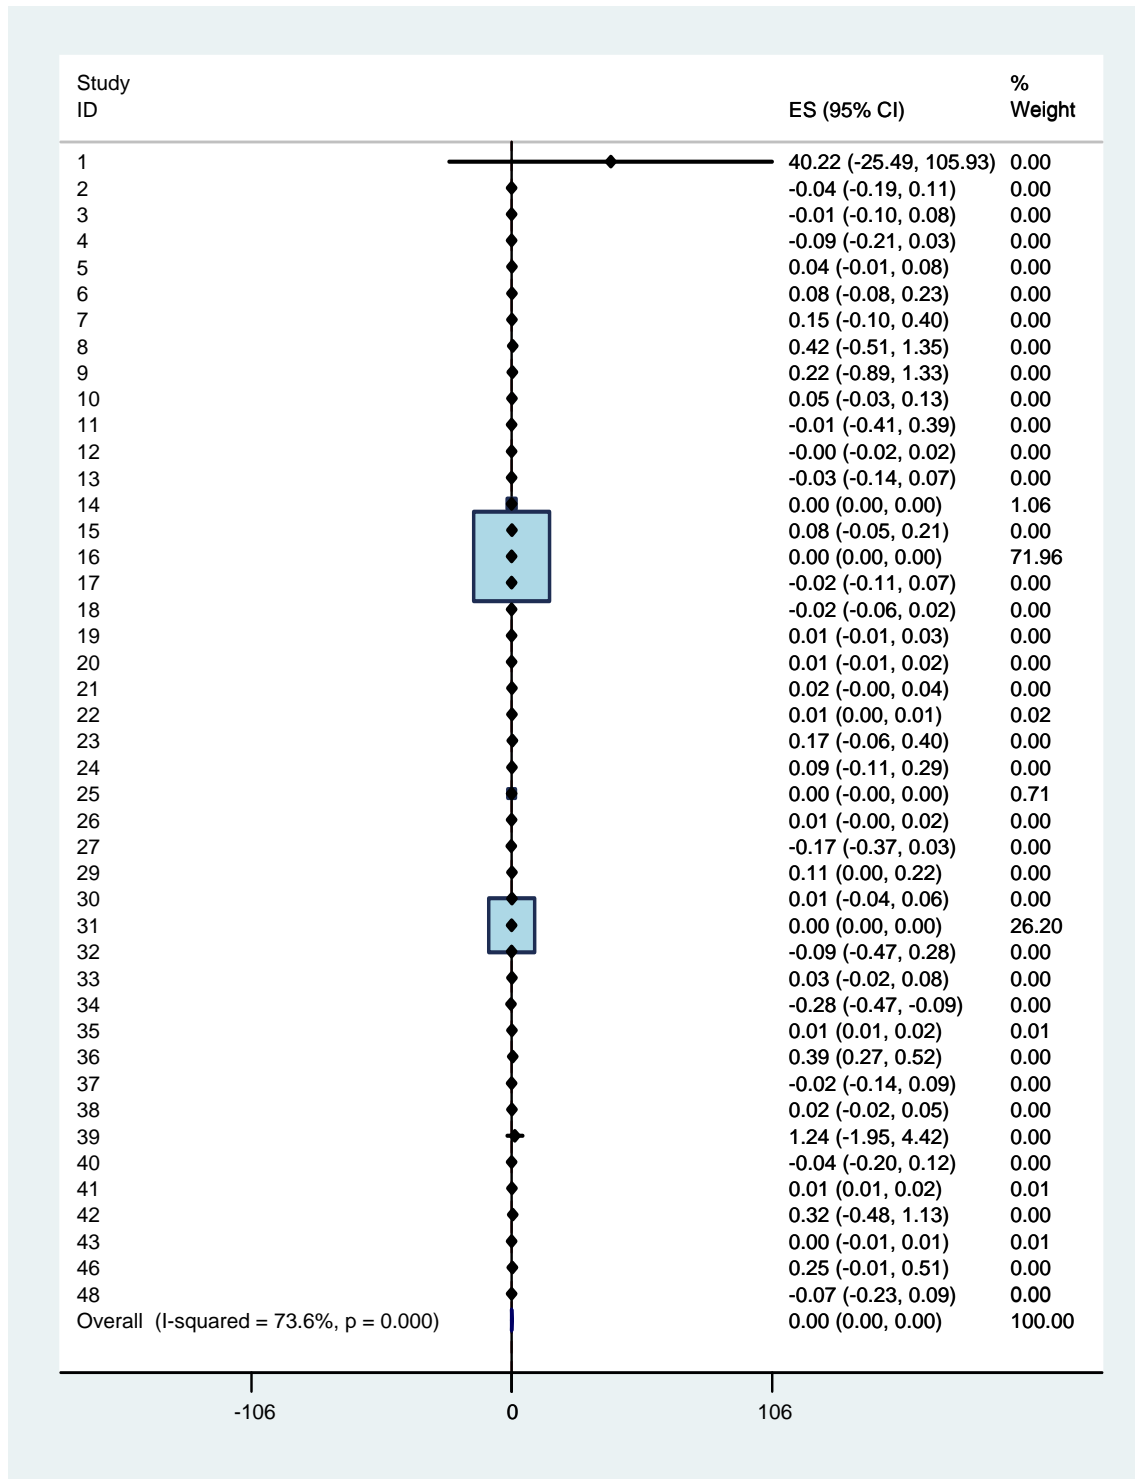 Study %
ID ES (95% CI) Weight
1 40.22 (-25.49, 105.93) 0.00
2 -0.04 (-0.19, 0.11) 0.00
3 -0.01 (-0.10, 0.08) 0.00
4 -0.09 (-0.21, 0.03) 0.00
5 0.04 (-0.01, 0.08) 0.00
6 0.08 (-0.08, 0.23) 0.00
7 0.15 (-0.10, 0.40) 0.00
8 0.42 (-0.51, 1.35) 0.00
9 0.22 (-0.89, 1.33) 0.00
10 0.05 (-0.03, 0.13) 0.00
11 -0.01 (-0.41, 0.39) 0.00
12 -0.00 (-0.02, 0.02) 0.00
13 -0.03 (-0.14, 0.07) 0.00
14 0.00 (0.00, 0.00) 1.06
15 0.08 (-0.05, 0.21) 0.00
16 0.00 (0.00, 0.00) 71.96
17 -0.02 (-0.11, 0.07) 0.00
18 -0.02 (-0.06, 0.02) 0.00
19 0.01 (-0.01, 0.03) 0.00
20 0.01 (-0.01, 0.02) 0.00
21 0.02 (-0.00, 0.04) 0.00
22 0.01 (0.00, 0.01) 0.02
23 0.17 (-0.06, 0.40) 0.00
24 0.09 (-0.11, 0.29) 0.00
25 0.00 (-0.00, 0.00) 0.71
26 0.01 (-0.00, 0.02) 0.00
27 -0.17 (-0.37, 0.03) 0.00
29 0.11 (0.00, 0.22) 0.00
30 0.01 (-0.04, 0.06) 0.00
31 0.00 (0.00, 0.00) 26.20
32 -0.09 (-0.47, 0.28) 0.00
33 0.03 (-0.02, 0.08) 0.00
34 -0.28 (-0.47, -0.09) 0.00
35 0.01 (0.01, 0.02) 0.01
36 0.39 (0.27, 0.52) 0.00
37 -0.02 (-0.14, 0.09) 0.00
38 0.02 (-0.02, 0.05) 0.00
39 1.24 (-1.95, 4.42) 0.00
40 -0.04 (-0.20, 0.12) 0.00
41 0.01 (0.01, 0.02) 0.01
42 0.32 (-0.48, 1.13) 0.00
43 0.00 (-0.01, 0.01) 0.01
46 0.25 (-0.01, 0.51) 0.00
48 -0.07 (-0.23, 0.09) 0.00
Overall (I-squared = 73.6%, p = 0.000) 0.00 (0.00, 0.00) 100.00
-106 0 106